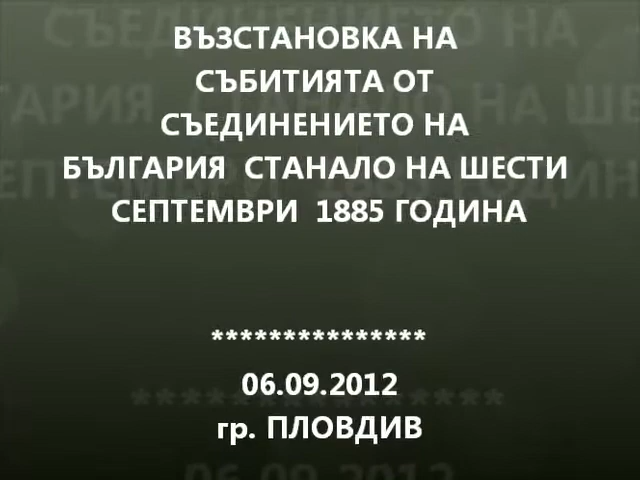 ВЪЗСТАНОВКА НА
СЪБИТИЯТА ОТ
СЪЕДИНЕНИЕТО НА
БЪЛГАРИЯ СТАНАЛО НА ШЕСТИ
СЕПТЕМВРИ 1885 ГОДИНА
***************
06.09.2012
гр. ПЛОВДИВ